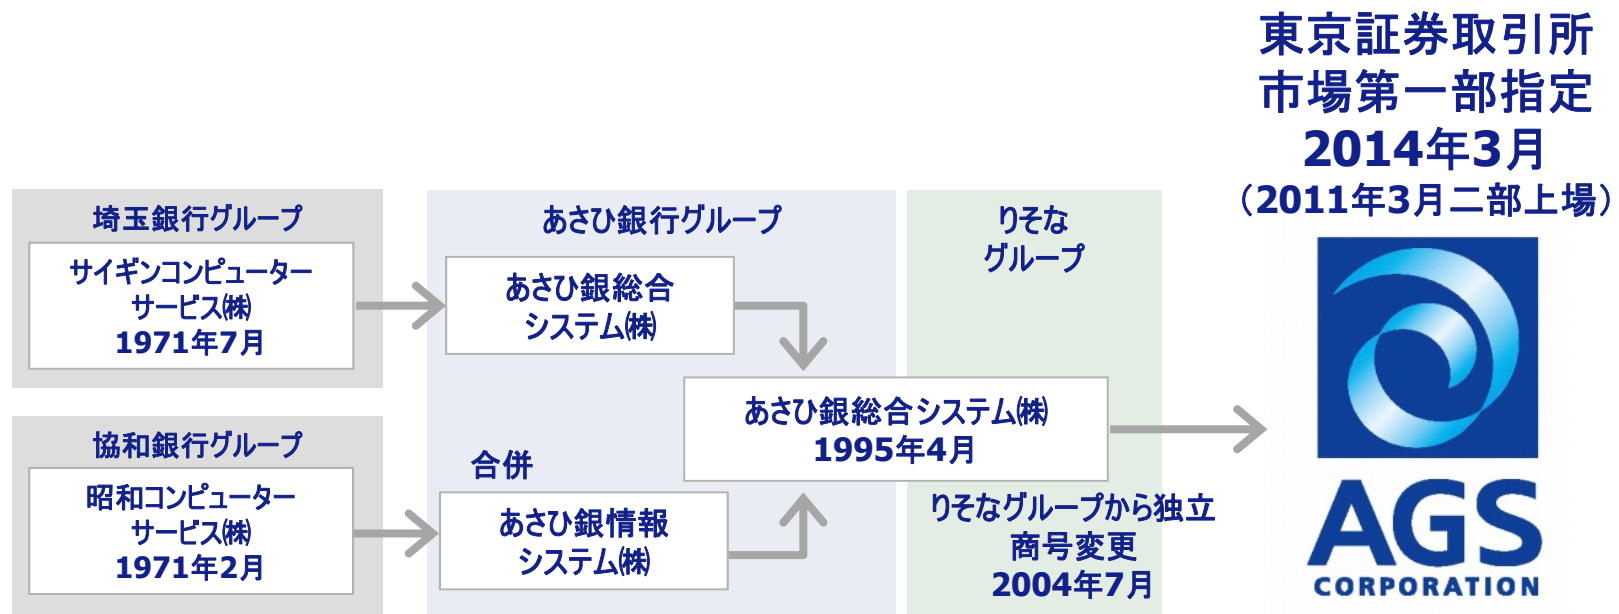 東京証券取引所
市場第一部指定
2014年3月
（2011年3月二部上場）
埼玉銀行グループ
サイギンコンピューター
サービス㈱
1971年7月
協和銀行グループ
昭和コンピューター
サービス㈱
1971年2月
あさひ銀行グループ
あさひ銀総合
システム㈱
合併
あさひ銀情報
システム㈱
りそな
グループ
あさひ銀総合システム㈱
1995年4月
りそなグループから独立
商号変更
2004年7月
AGS
CORPORATION